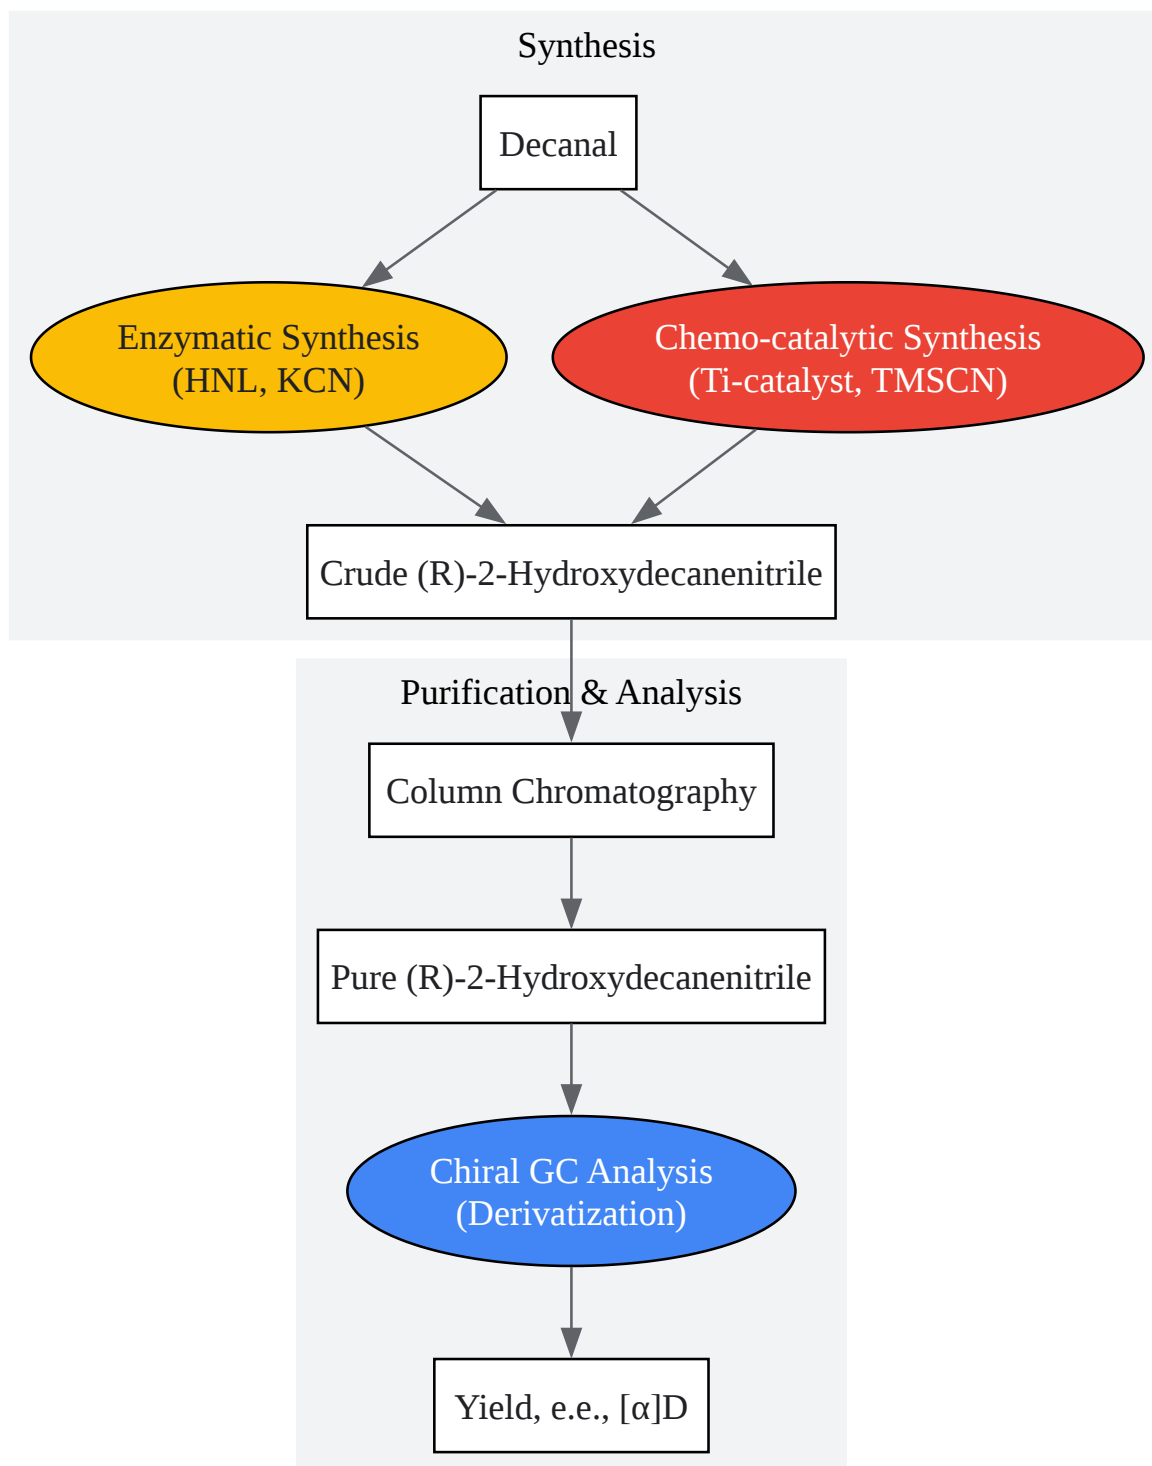 Synthesis
Decanal
Enzymatic Synthesis
(HNL, KCN)
Chemo-catalytic Synthesis
(Ti-catalyst, TMSCN)
Crude (R)-2-Hydroxydecanenitrile
Purification & Analysis
Column Chromatography
Pure (R)-2-Hydroxydecanenitrile
Chiral GC Analysis
(Derivatization)
Yield, e.e., [α]D